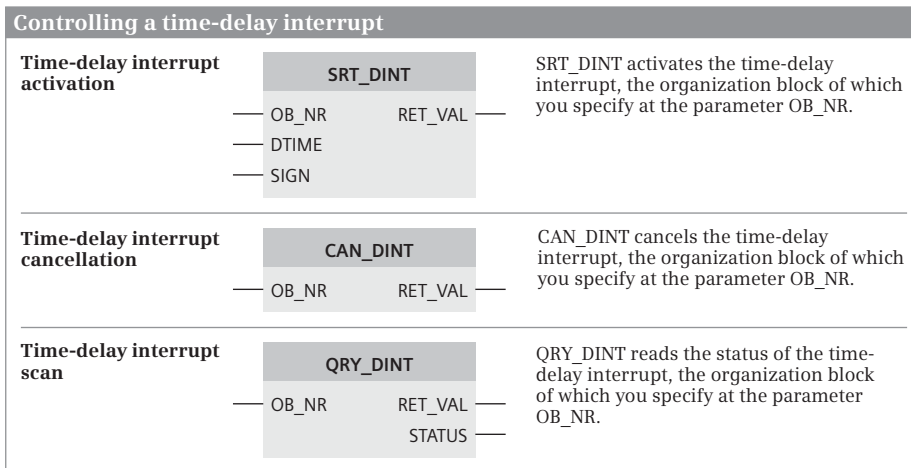 Controlling a time-delay interrupt
Time-delay interrupt
activation
SRT_DINT
OB_NR RET_VAL
DTIME
SIGN
SRT_DINT activates the time-delay
interrupt, the organization block of which
you specify at the parameter OB_NR.
Time-delay interrupt
cancellation
CAN_DINT
OB_NR RET_VAL
CAN_DINT cancels the time-delay
interrupt, the organization block of which
you specify at the parameter OB_NR.
Time-delay interrupt
scan
QRY_DINT
OB_NR RET_VAL
STATUS
QRY_DINT reads the status of the time-
delay interrupt, the organization block
of which you specify at the parameter
OB_NR.